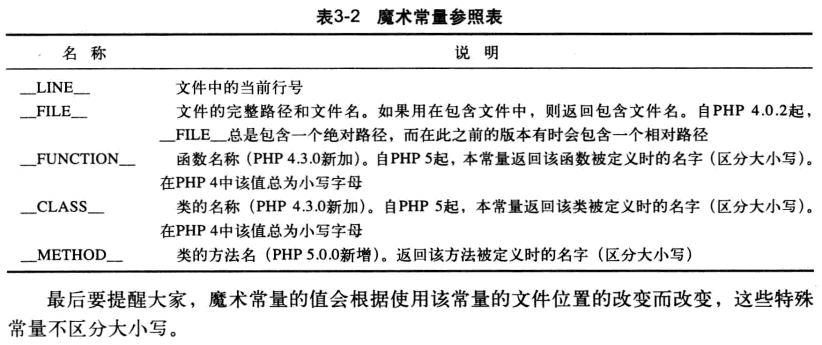 表3-2 魔术常量参照表
名 称 说 明
__LINE__ 文件中的当前行号
__FILE__ 文件的完整路径和文件名。如果用在包含文件中，则返回包含文件名。自PHP 4.0.2起，
__FILE__总是包含一个绝对路径，而在此之前的版本有时会包含一个相对路径
__FUNCTION__ 函数名称（PHP 4.3.0新加）。自PHP 5起，本常量返回该函数被定义时的名字（区分大小写）。
在PHP 4中该值总为小写字母
__CLASS__ 类的名称（PHP 4.3.0新加）。自PHP 5起，本常量返回该类被定义时的名字（区分大小写）。
在PHP 4中该值总为小写字母
__METHOD__ 类的方法名（PHP 5.0.0新增）。返回该方法被定义时的名字（区分大小写）
最后要提醒大家，魔术常量的值会根据使用该常量的文件位置的改变而改变，这些特殊
常量不区分大小写。